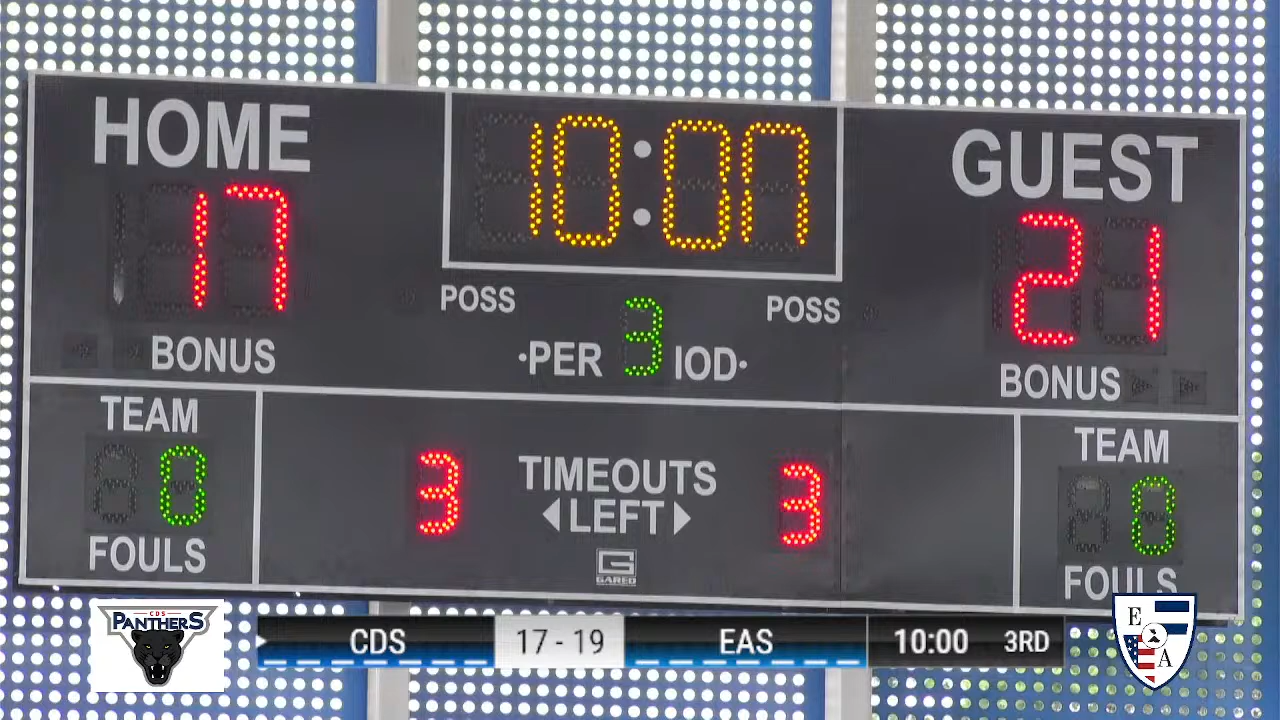 HOME
10:00
GUEST
17
21
POSS
POSS
·PER 3 IOD·
BONUS
BONUS
TEAM
TEAM
3
TIMEOUTS
3
0
0
◀LEFT▶
FOULS
G
GARED
FOULS
CDS
PANTHERS
CDS
17 - 19
EAS
10:00
3RD
E
A